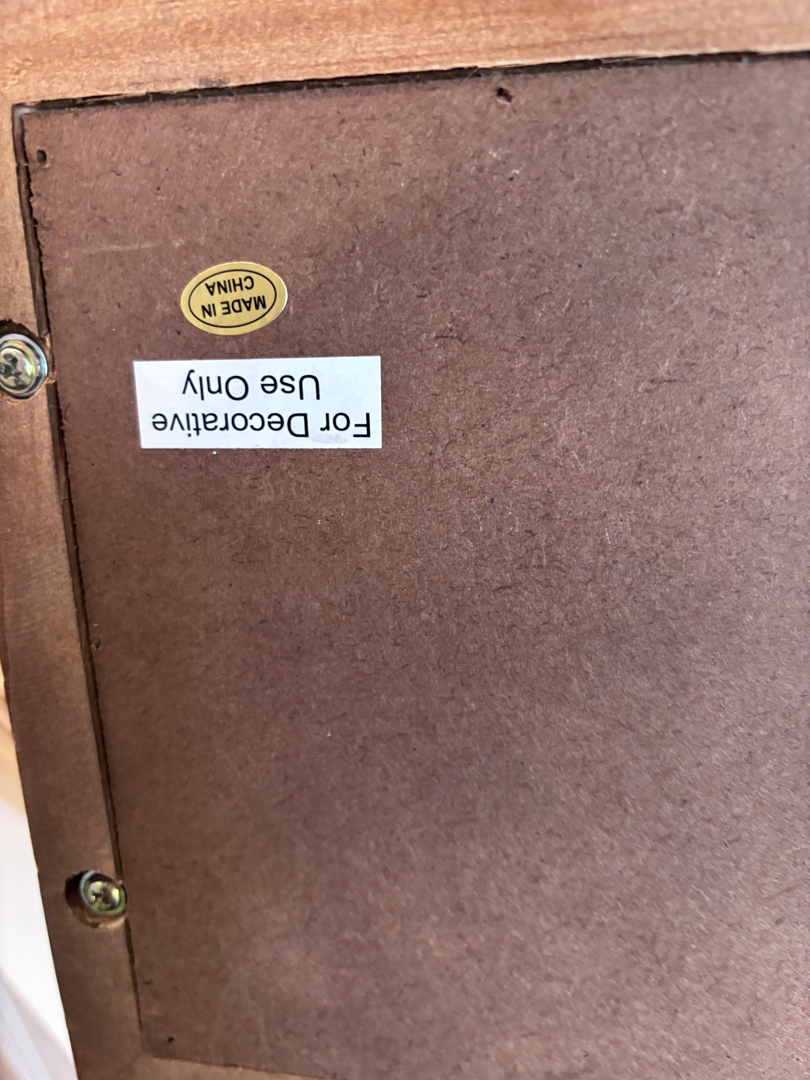 For Decorative
Use Only
MADE IN
CHINA